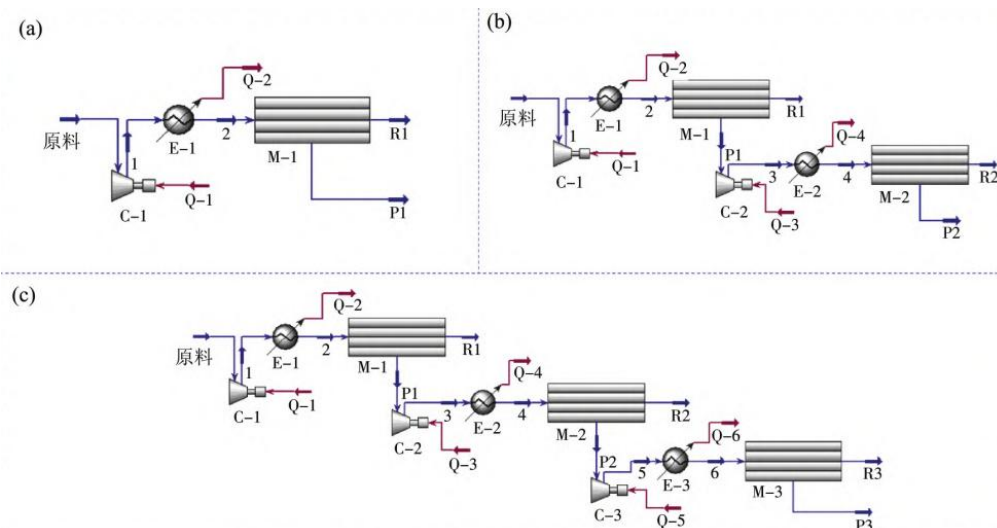 (a)
Q-2
原料
1
E-1
2
M-1
R1
C-1
Q-1
P1
(b)
Q-2
原料
1
E-1
2
M-1
R1
C-1
Q-1
P1
3
E-2
Q-4
4
C-2
Q-3
M-2
R2
P2
(c)
Q-2
原料
1
E-1
2
M-1
R1
C-1
Q-1
P1
3
E-2
Q-4
4
C-2
Q-3
M-2
R2
P2
5
E-3
Q-6
6
C-3
Q-5
M-3
R3
P3